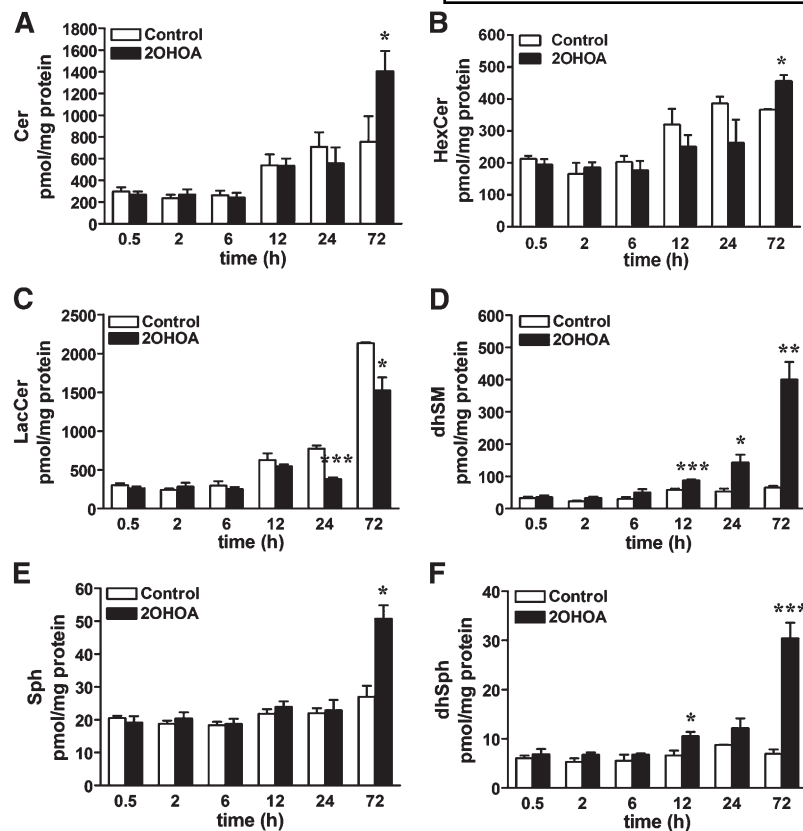 A
Control
2OHOA
Cer
pmol/mg protein
1800
1600
1400
1200
1000
800
600
400
200
0
*
0.5 2 6 12 24 72
time (h)
B
Control
2OHOA
HexCer
pmol/mg protein
600
500
400
300
200
100
0
*
0.5 2 6 12 24 72
time (h)
C
Control
2OHOA
LacCer
pmol/mg protein
2500
2000
1500
1000
500
0
***
*
0.5 2 6 12 24 72
time (h)
D
Control
2OHOA
dhSM
pmol/mg protein
600
500
400
300
200
100
0
***
*
**
0.5 2 6 12 24 72
time (h)
E
Control
2OHOA
Sph
pmol/mg protein
60
50
40
30
20
10
0
*
0.5 2 6 12 24 72
time (h)
F
Control
2OHOA
dhSph
pmol/mg protein
40
30
20
10
0
*
***
0.5 2 6 12 24 72
time (h)